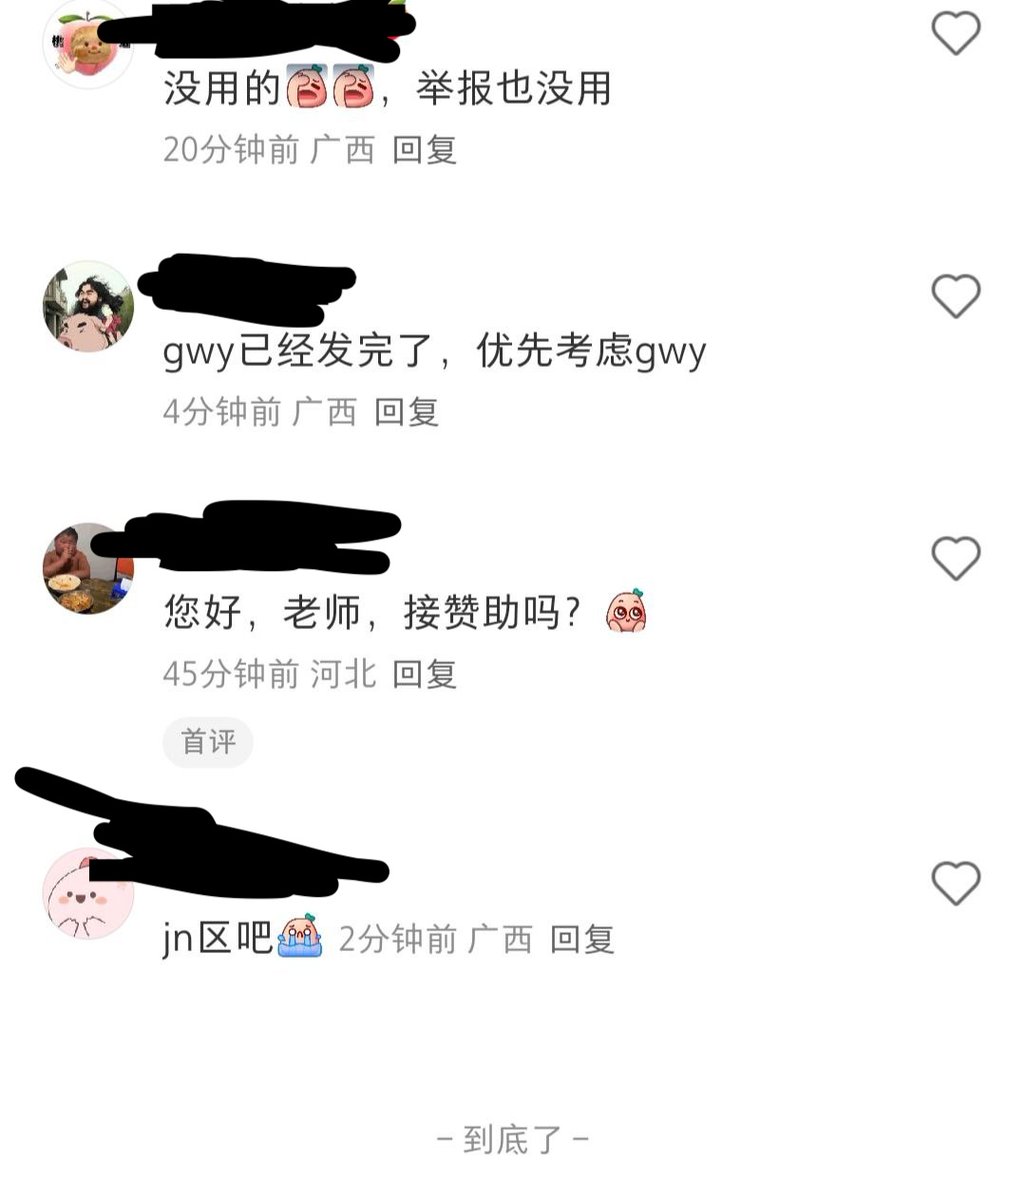 没用的，举报也没用
20分钟前 广西 回复
gwy已经发完了，优先考虑gwy
4分钟前 广西 回复
您好，老师，接赞助吗？
45分钟前 河北 回复
首评
jn区吧 2分钟前 广西 回复
– 到底了 –